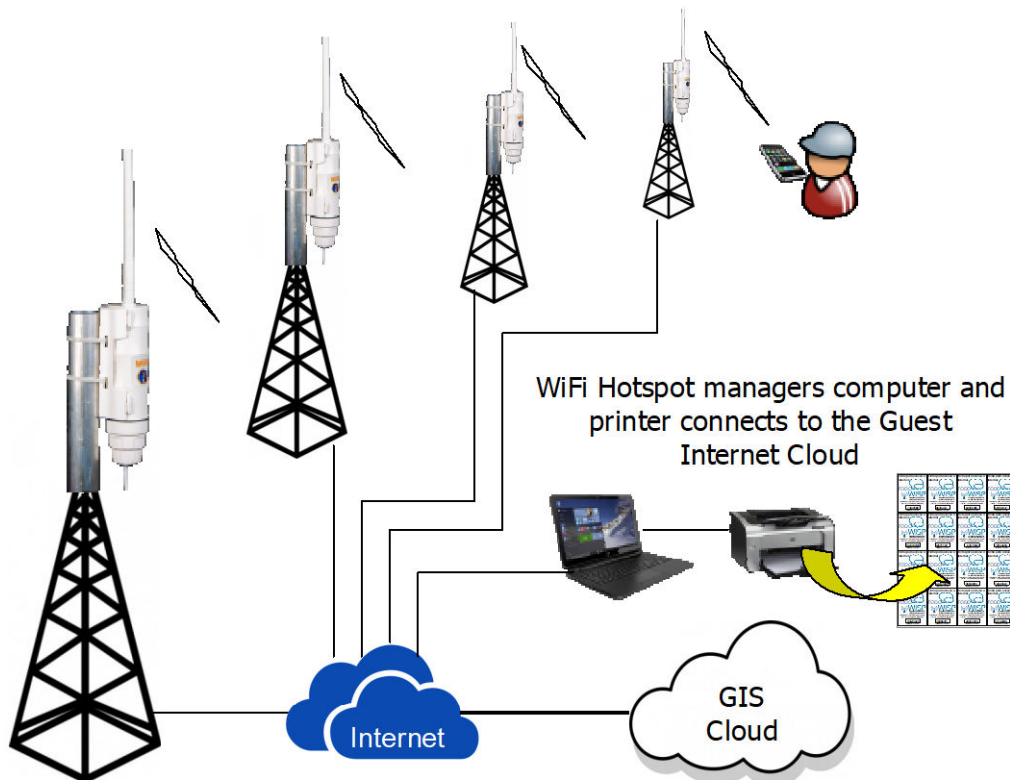 WiFi Hotspot managers computer and
printer connects to the Guest
Internet Cloud
Internet
GIS
Cloud